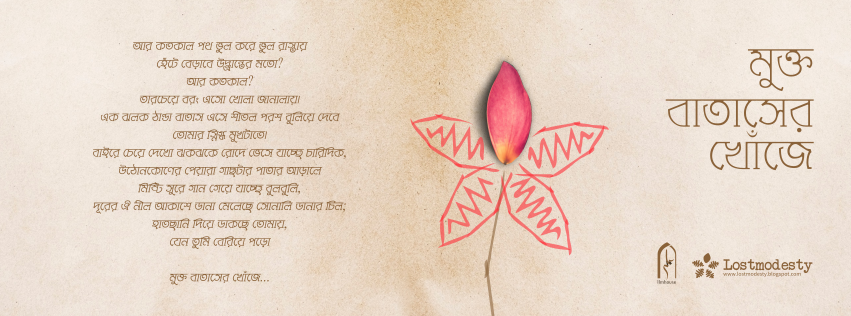 আর কতকাল পথ ভুল করে ভুল রাস্তায়
হেঁটে বেড়াবে উদ্ভ্রান্তের মতো?
আর কতকাল?
তারচেয়ে বরং এসো খোলা জানালায়।
এক ঝলক ঠান্ডা বাতাস এসে শীতল পরশ বুলিয়ে দেবে
তোমার স্নিগ্ধ মুখটাতে।
বাইরে চেয়ে দেখো ঝকঝকে রোদে ভেসে যাচ্ছে চারিদিক,
উঠোনকোণের পেয়ারা গাছটার পাতার আড়ালে
মিষ্টি সুরে গান গেয়ে যাচ্ছে বুলবুলি,
দূরের ঐ নীল আকাশে ডানা মেলেছে সোনালি ডানার চিল;
হাতছানি দিয়ে ডাকছে তোমায়,
যেন তুমি বেরিয়ে পড়ো
মুক্ত বাতাসের খোঁজে...
মুক্ত
বাতাসের
খোঁজে
Lostmodesty
www.lostmodesty.blogspot.com